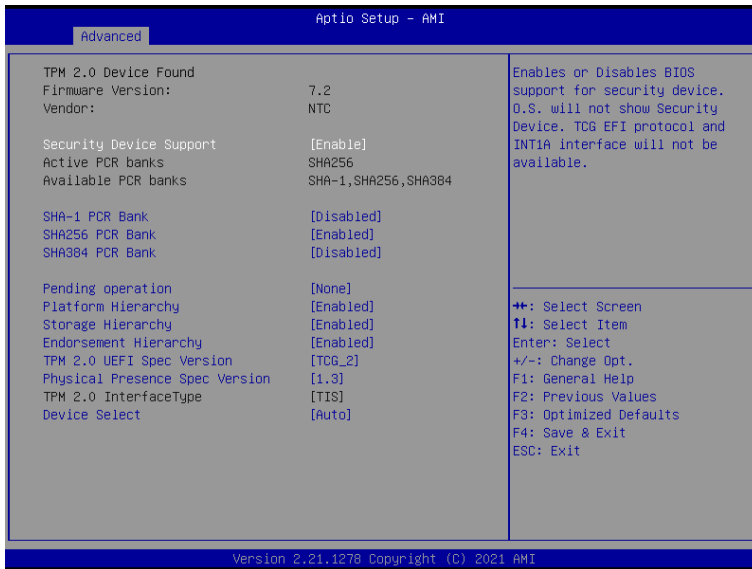 Aptio Setup - AMI
Advanced
TPM 2.0 Device Found
Firmware Version: 7.2
Vendor: NTC
Security Device Support [Enable]
Active PCR banks SHA256
Available PCR banks SHA-1,SHA256,SHA384
SHA-1 PCR Bank [Disabled]
SHA256 PCR Bank [Enabled]
SHA384 PCR Bank [Disabled]
Pending operation [None]
Platform Hierarchy [Enabled]
Storage Hierarchy [Enabled]
Endorsement Hierarchy [Enabled]
TPM 2.0 UEFI Spec Version [TCG_2]
Physical Presence Spec Version [1.3]
TPM 2.0 InterfaceType [TIS]
Device Select [Auto]
Enables or Disables BIOS
support for security device.
O.S. will not show Security
Device. TCG EFI protocol and
INT1A interface will not be
available.
→←: Select Screen
↑↓: Select Item
Enter: Select
+/-: Change Opt.
F1: General Help
F2: Previous Values
F3: Optimized Defaults
F4: Save & Exit
ESC: Exit
Version 2.21.1278 Copyright (C) 2021 AMI